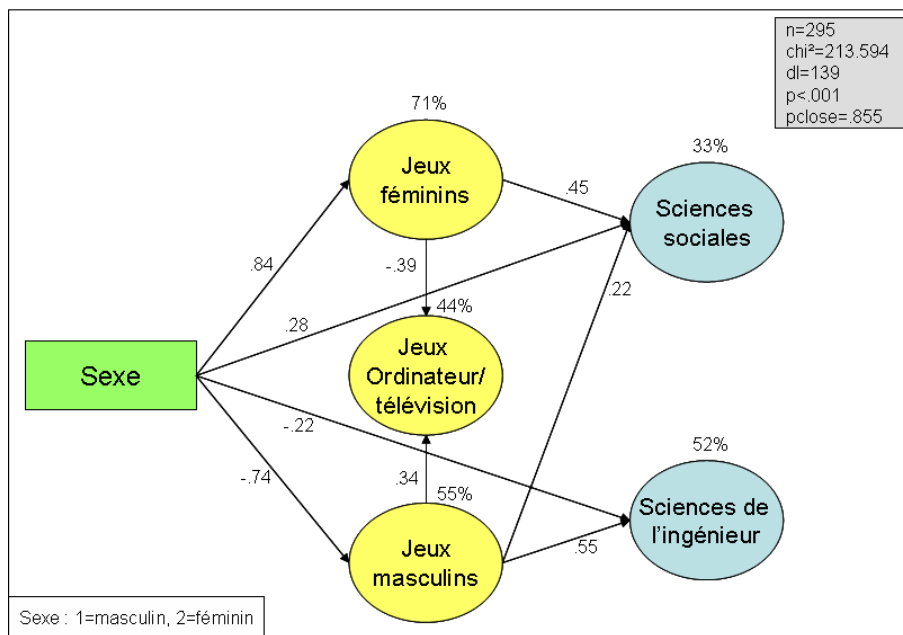 n=295
chi²=213.594
dl=139
p<.001
pclose=.855
71%
Jeux
féminins
33%
Sciences
sociales
.45
.84
-.39
.22
.28
44%
Jeux
Ordinateur/
télévision
Sexe
-.22
-.74
.34
55%
Jeux
masculins
52%
Sciences de
l'ingénieur
.55
Sexe : 1=masculin, 2=féminin